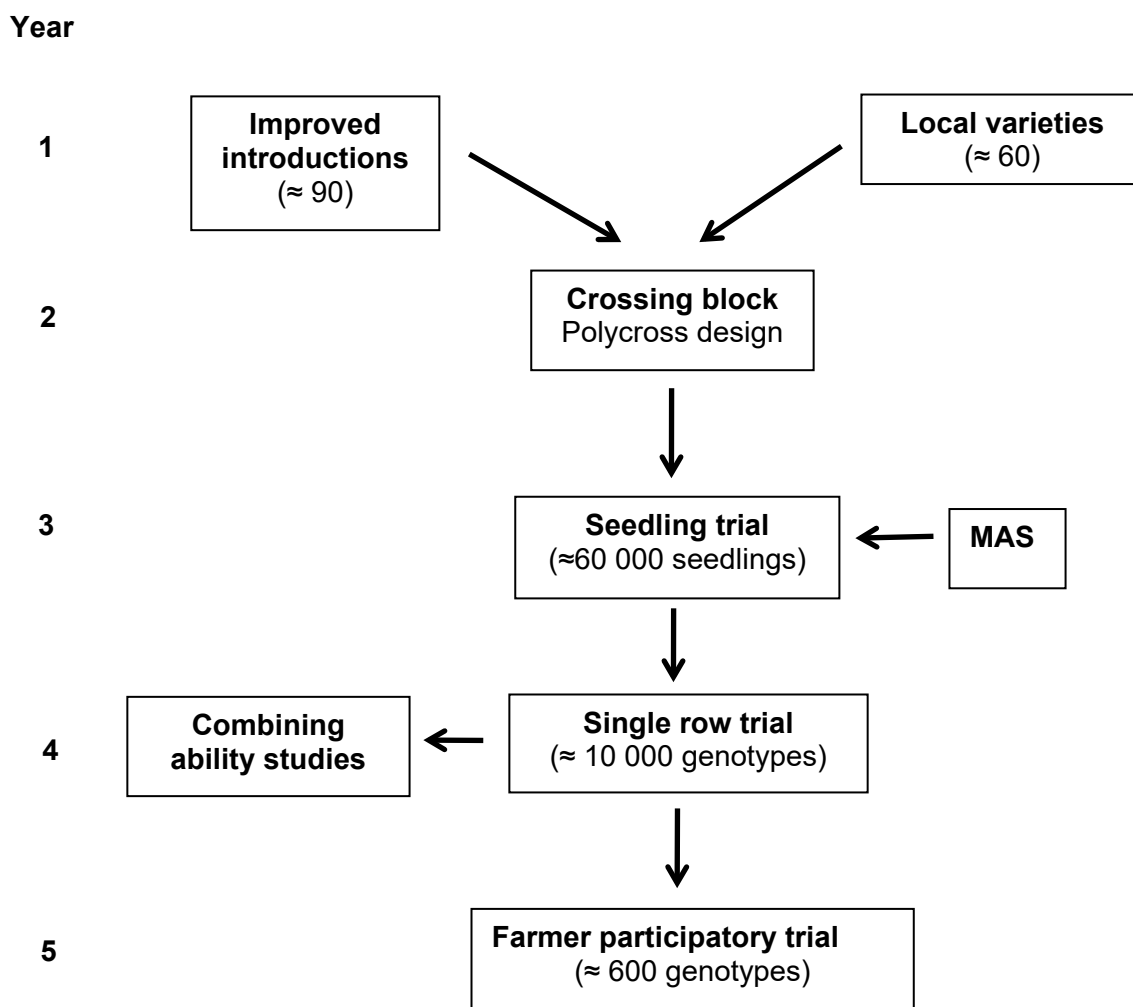 Year
1
Improved
introductions
(≈ 90)
Local varieties
(≈ 60)
2
Crossing block
Polycross design
3
Seedling trial
(≈60 000 seedlings)
MAS
4
Combining
ability studies
Single row trial
(≈ 10 000 genotypes)
5
Farmer participatory trial
(≈ 600 genotypes)